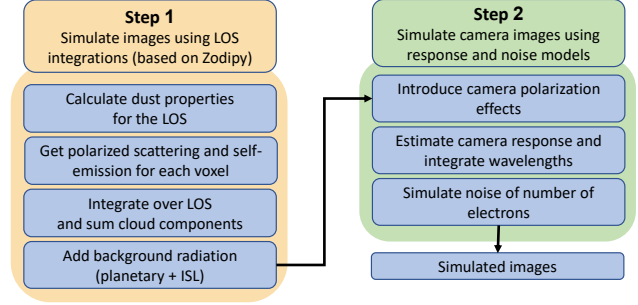 Step 1
Simulate images using LOS
integrations (based on Zodipy)
Calculate dust properties
for the LOS
Get polarized scattering and self-
emission for each voxel
Integrate over LOS
and sum cloud components
Add background radiation
(planetary + ISL)
Step 2
Simulate camera images using
response and noise models
Introduce camera polarization
effects
Estimate camera response and
integrate wavelengths
Simulate noise of number of
electrons
Simulated images